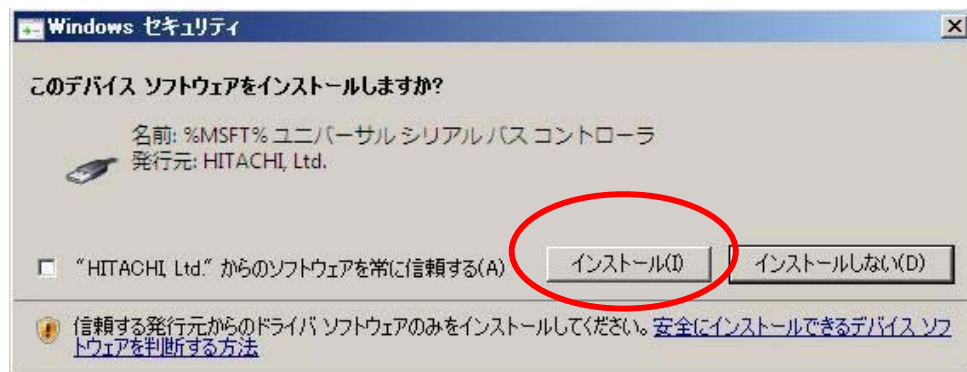 Windows セキュリティ
このデバイス ソフトウェアをインストールしますか?
名前: %MSFT% ユニバーサル シリアル バス コントローラ
発行元: HITACHI, Ltd.
"HITACHI, Ltd." からのソフトウェアを常に信頼する(A)
インストール(I)
インストールしない(D)
信頼する発行元からのドライバ ソフトウェアのみをインストールしてください。安全にインストールできるデバイス ソフ
トウェアを判断する方法